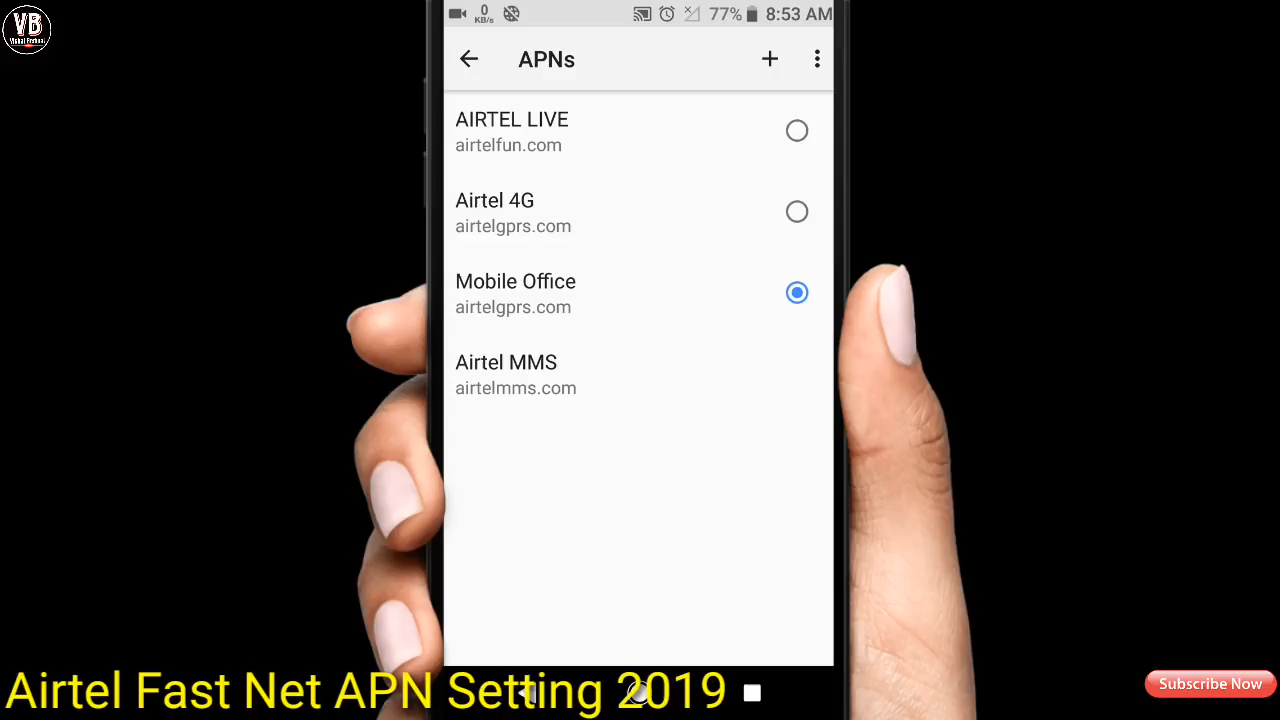 VB
0
KB/s
77%
8:53 AM
APNs
AIRTEL LIVE
airtelfun.com
Airtel 4G
airtelgprs.com
Mobile Office
airtelgprs.com
Airtel MMS
airtelmms.com
Airtel Fast Net APN Setting 2019
Subscribe Now